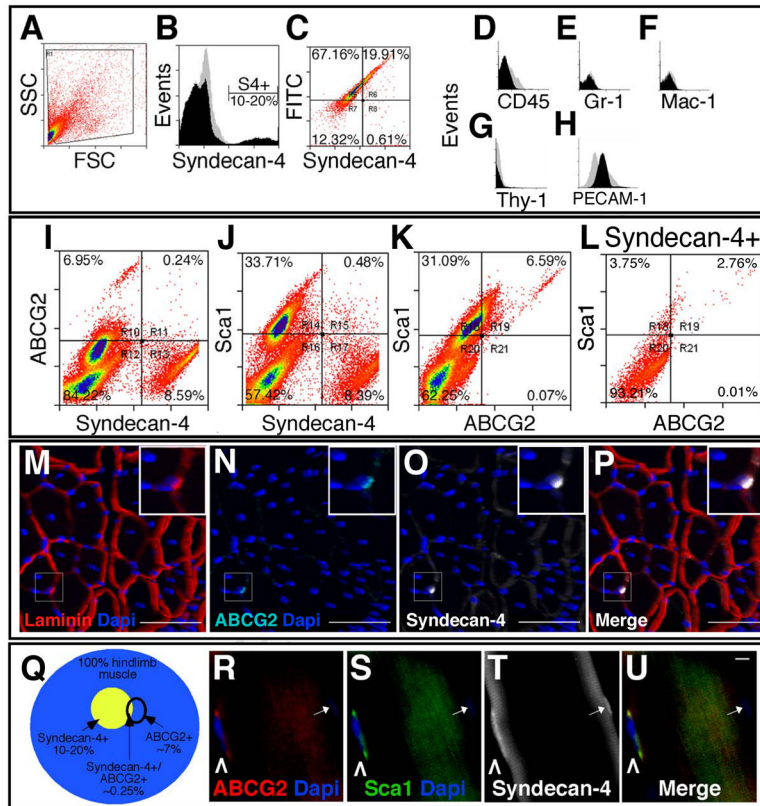 A
SSC
R1
FSC
B
Events
S4+
10-20%
Syndecan-4
C
FITC
67.16% 19.91%
R5 R6
R7 R8
12.32% 0.61%
Syndecan-4
D
CD45
E
Gr-1
F
Mac-1
Events
G
Thy-1
H
PECAM-1
I
ABCG2
6.95% 0.24%
R10 R11
R12 R13
84.22% 8.59%
Syndecan-4
J
Sca1
33.71% 0.48%
R14 R15
R16 R17
57.42% 8.39%
Syndecan-4
K
Sca1
31.09% 6.59%
R18 R19
R20 R21
62.25% 0.07%
ABCG2
L Syndecan-4+
Sca1
3.75% 2.76%
R18 R19
R20 R21
93.21% 0.01%
ABCG2
M
Laminin Dapi
N
ABCG2 Dapi
O
Syndecan-4
P
Merge
Q
100% hindlimb
muscle
Syndecan-4+
10-20%
ABCG2+
~7%
Syndecan-4+/
ABCG2+
~0.25%
R
ABCG2 Dapi
S
Sca1 Dapi
T
Syndecan-4
U
Merge